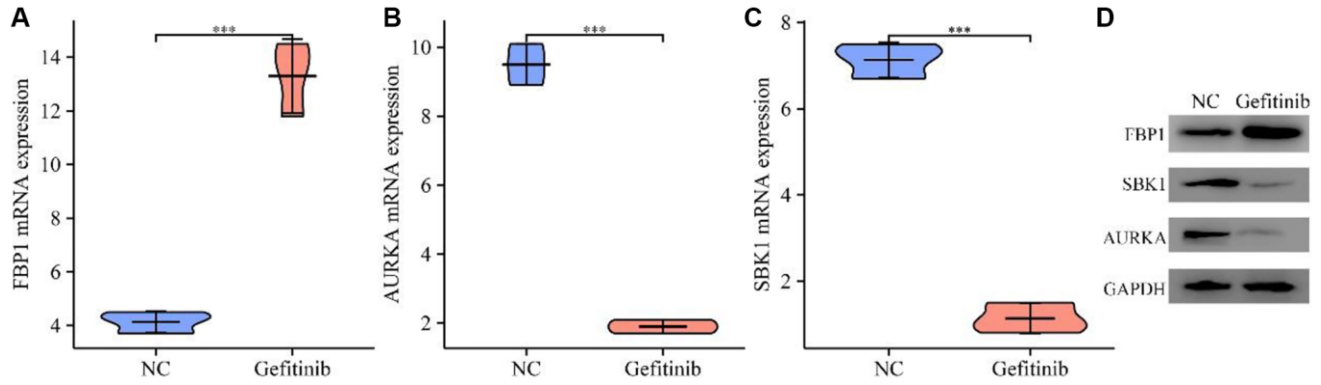 A
FBP1 mRNA expression
14
12
10
8
6
4
***
NC Gefitinib
B
AURKA mRNA expression
10
8
6
4
2
***
NC Gefitinib
C
SBK1 mRNA expression
8
6
4
2
***
NC Gefitinib
D
NC Gefitinib
FBP1
SBK1
AURKA
GAPDH